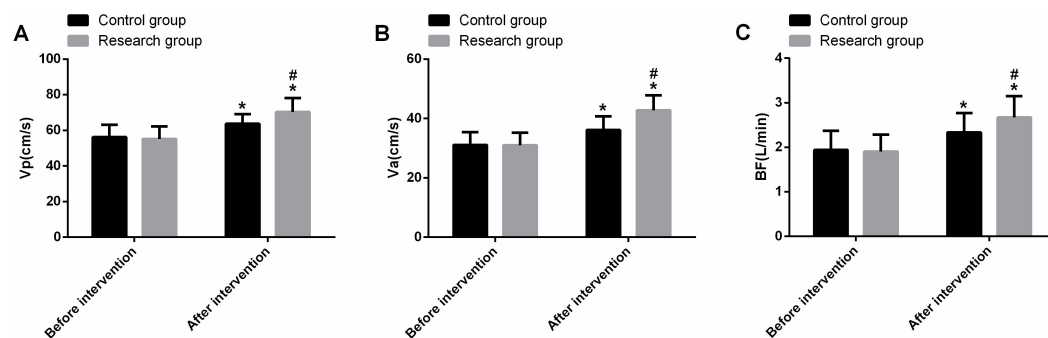 A
Control group
Research group
Vp(cm/s)
100
80
60
40
20
0
*
#
*
Before intervention
After intervention
B
Control group
Research group
Va(cm/s)
60
40
20
0
*
#
*
Before intervention
After intervention
C
Control group
Research group
BF(L/min)
4
3
2
1
0
*
#
*
Before intervention
After intervention